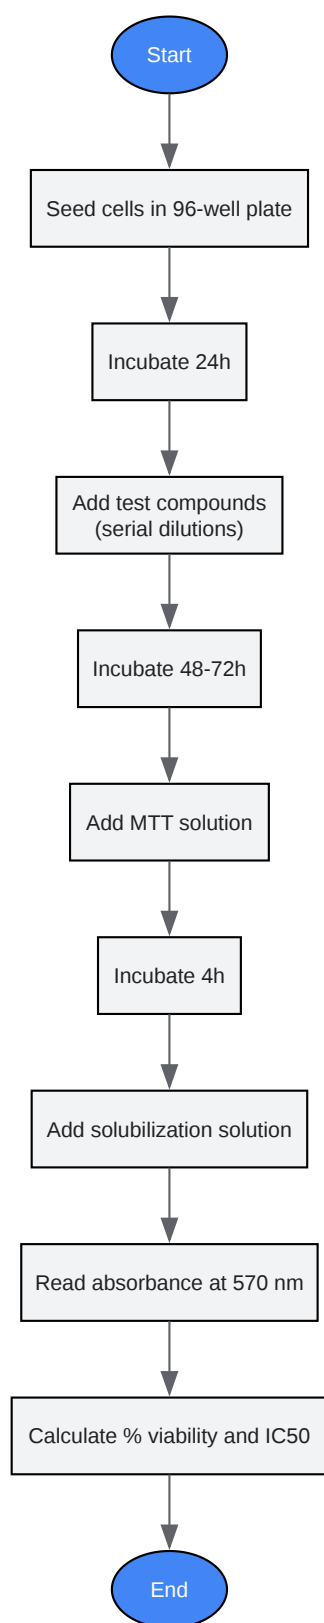 Start
Seed cells in 96-well plate
Incubate 24h
Add test compounds
(serial dilutions)
Incubate 48-72h
Add MTT solution
Incubate 4h
Add solubilization solution
Read absorbance at 570 nm
Calculate % viability and IC50
End